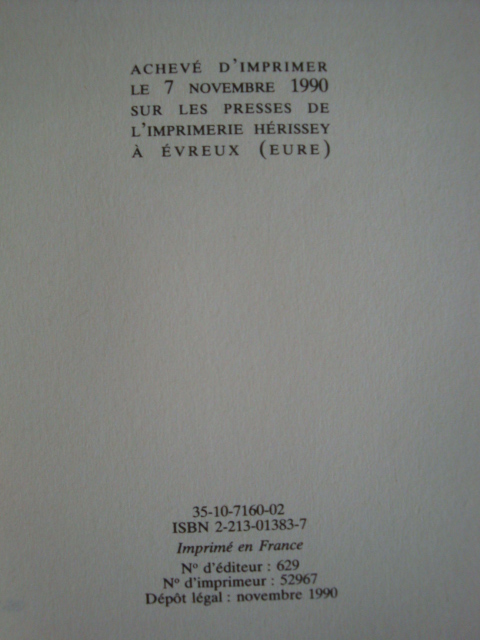 ACHEVÉ D'IMPRIMER
LE 7 NOVEMBRE 1990
SUR LES PRESSES DE
L'IMPRIMERIE HÉRISSEY
À ÉVREUX (EURE)
35-10-7160-02
ISBN 2-213-01383-7
Imprimé en France
N° d'éditeur : 629
N° d'imprimeur : 52967
Dépôt légal : novembre 1990